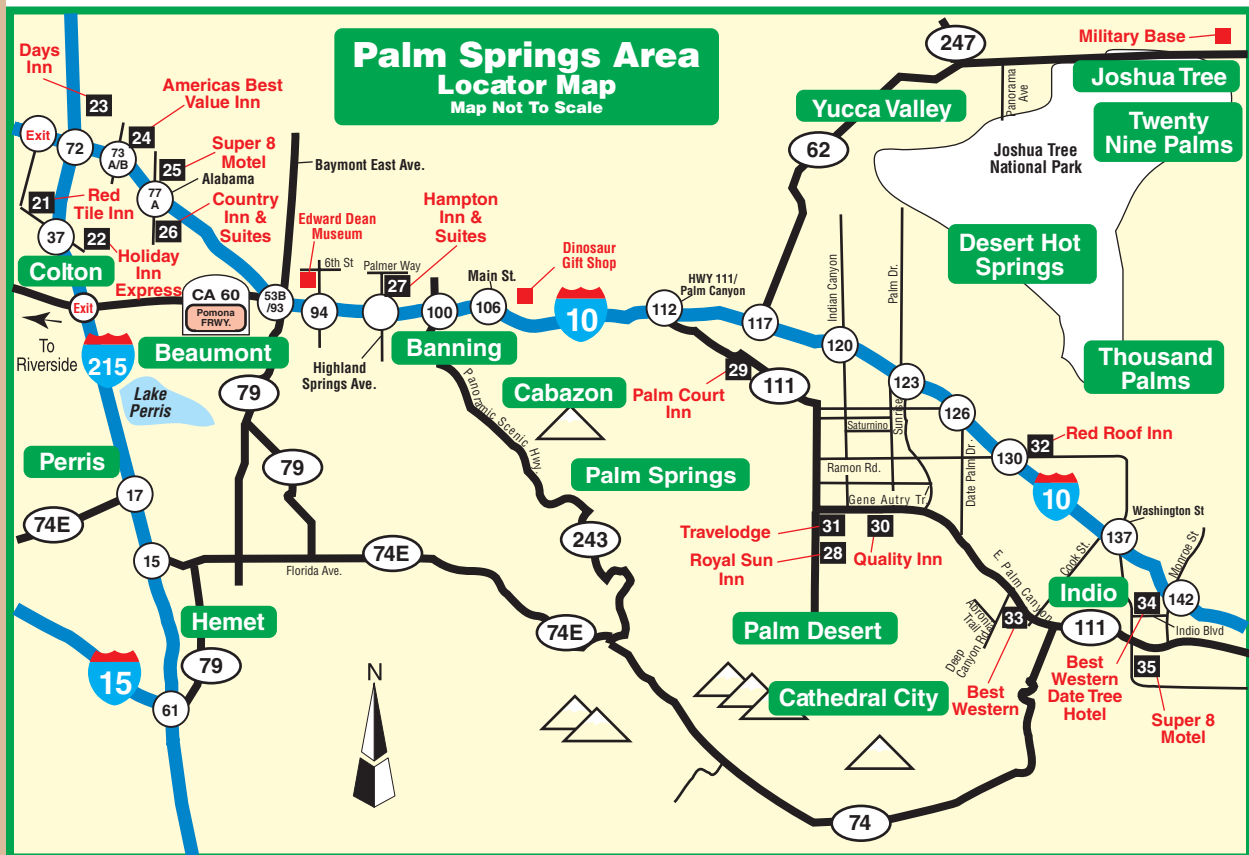 Palm Springs Area
Locator Map
Map Not To Scale
247
Military Base
Joshua Tree
Days
Inn
23
Americas Best
Value Inn
24
Yucca Valley
Panorama
Ave
Twenty
Nine Palms
Exit
72
73
A/B
25
Super 8
Motel
Baymont East Ave.
62
Joshua Tree
National Park
77
A
Alabama
21
Red
Tile Inn
Country
Inn &
Suites
26
Hampton
Inn &
Suites
Edward Dean
Museum
37
22
Holiday
Inn
Express
Colton
Dinosaur
Gift Shop
Desert Hot
Springs
Indian Canyon
Palm Dr.
6th St
Palmer Way
27
Main St.
HWY 111/
Palm Canyon
CA 60
Pomona
FRWY.
53B
/93
94
100
106
10
112
117
120
Exit
To
Riverside
215
Beaumont
Highland
Springs Ave.
Banning
Thousand
Palms
29
Palm Court
Inn
111
123
Lake
Perris
79
Panoramic Scenic Hwy.
Cabazon
Saturnino
Sunrise
126
Red Roof Inn
32
Perris
79
Palm Springs
Ramon Rd.
Date Palm Dr.
130
17
Gene Autry Tr.
10
Washington St
74E
Travelodge
31
30
243
137
Royal Sun
Inn
28
Quality Inn
15
Florida Ave.
74E
E. Palm Canyon
Cook St.
Monroe St
Indio
34
142
Hemet
74E
Palm Desert
Abronia
Trail
33
111
Indio Blvd
Deep
Canyon Rd.
79
15
N
Cathedral City
Best
Western
Best
Western
Date Tree
Hotel
35
Super 8
Motel
61
74